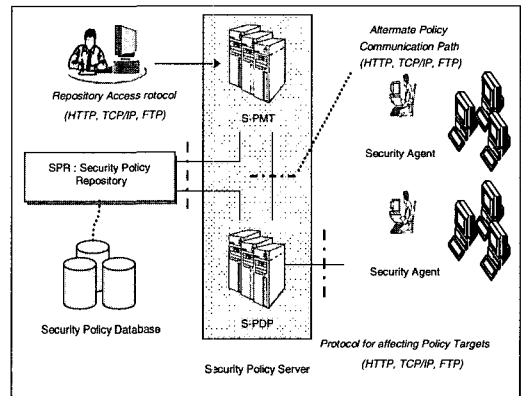 Repository Access rotocol
(HTTP, TCP/IP, FTP)
S-PMT
Alternate Policy
Communication Path
(HTTP, TCP/IP, FTP)
Security Agent
SPR : Security Policy
Repository
Security Policy Database
S-PDP
Security Agent
Security Policy Server
Protocol for affecting Policy Targets
(HTTP, TCP/IP, FTP)